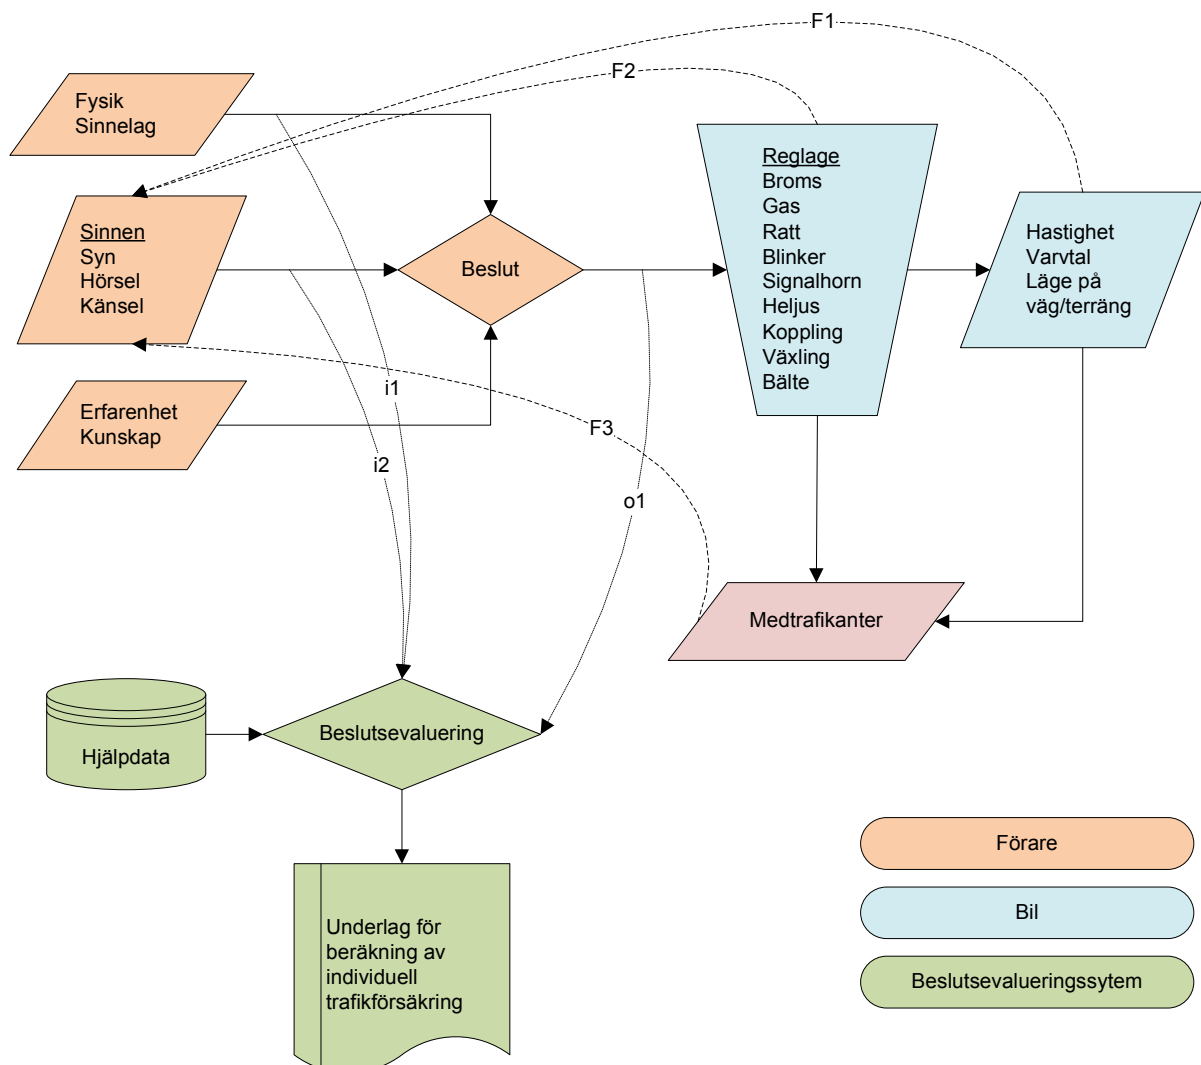 F1
F2
Fysik
Sinnelag
Sinnen
Syn
Hörsel
Känsel
Erfarenhet
Kunskap
Beslut
Reglage
Broms
Gas
Ratt
Blinker
Signalhorn
Heljus
Koppling
Växling
Bälte
Hastighet
Varvtal
Läge på
väg/terräng
i1
i2
F3
o1
Medtrafikanter
Hjälpdata
Beslutsevaluering
Underlag för
beräkning av
individuell
trafikförsäkring
Förare
Bil
Beslutsevalueringssytem